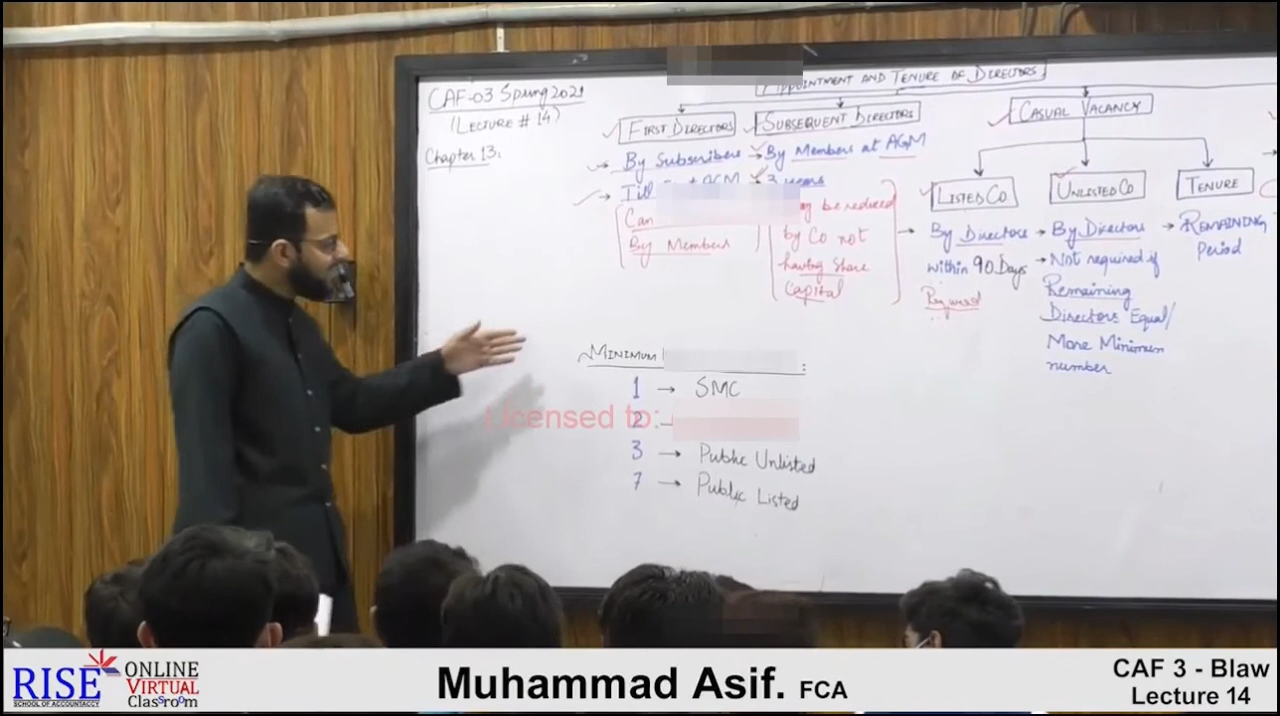 APPOINTMENT AND TENURE OF DIRECTORS
CAF-03 Spring 2021
(LECTURE # 14)
Chapter 13:
FIRST DIRECTORS
→ By Subscribers
→ Till AGM
Can
By Members
SUBSEQUENT DIRECTORS
→ By Members at AGM
→ 3 years
be reduced
by Co not
having Share
Capital
CASUAL VACANCY
LISTED CO
→ By Directors
within 90 Days
Required
UNLISTED CO
→ By Directors
→ Not required if
Remaining
Directors Equal/
More Minimum
number
TENURE
→ REMAINING
Period
MINIMUM :
1 → SMC
2
3 → Public Unlisted
7 → Public Listed
Licensed to:
RISE
SCHOOL OF ACCOUNTANCY
ONLINE
VIRTUAL
Classroom
Muhammad Asif. FCA
CAF 3 - Blaw
Lecture 14